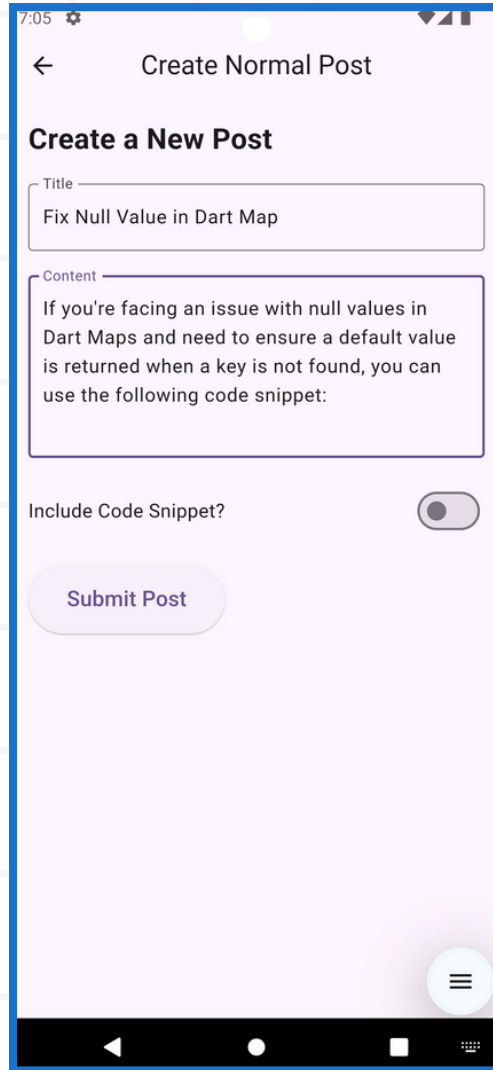 7:05
Create Normal Post
Create a New Post
Title
Fix Null Value in Dart Map
Content
If you're facing an issue with null values in
Dart Maps and need to ensure a default value
is returned when a key is not found, you can
use the following code snippet:
Include Code Snippet?
Submit Post